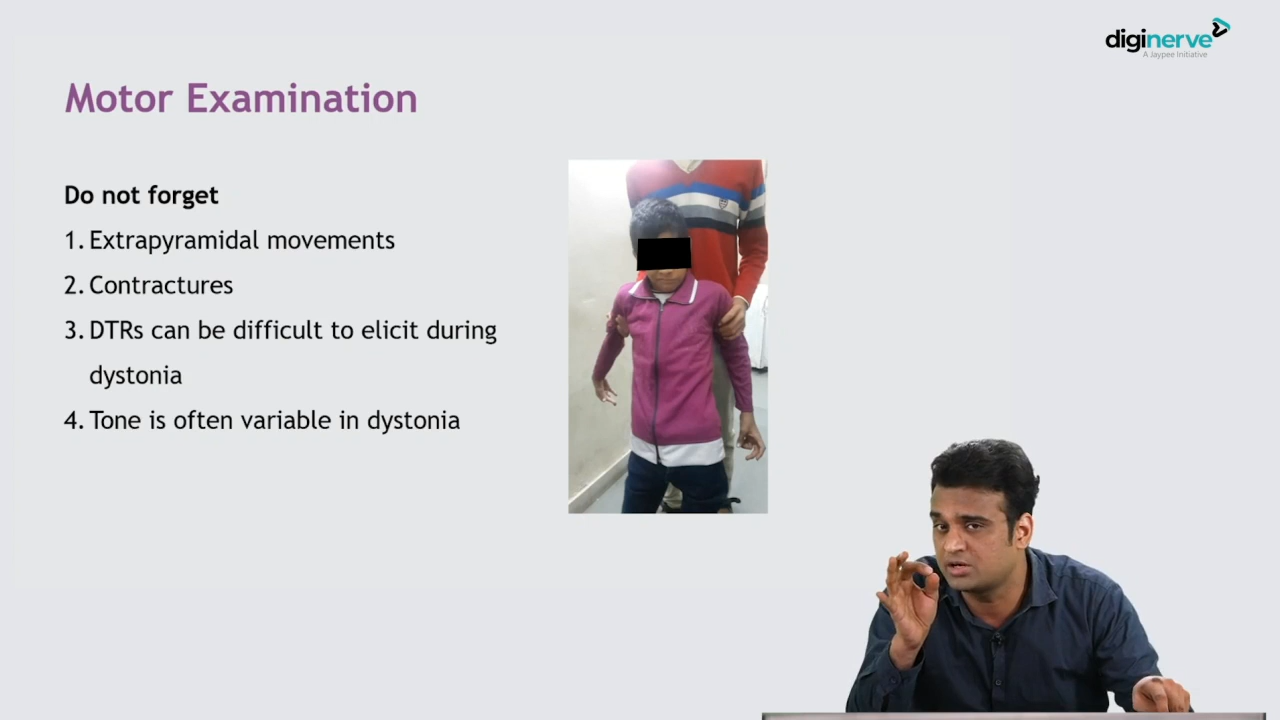 diginerve
A Jaypee Initiative
Motor Examination
Do not forget
1. Extrapyramidal movements
2. Contractures
3. DTRs can be difficult to elicit during
dystonia
4. Tone is often variable in dystonia